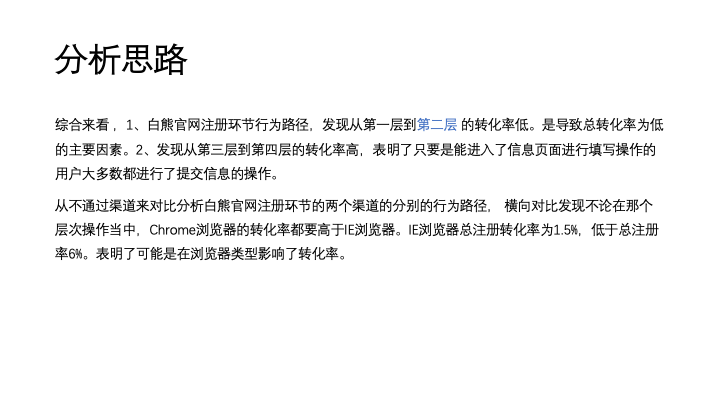 分析思路
综合来看 ，1、白熊官网注册环节行为路径，发现从第一层到第二层 的转化率低。是导致总转化率为低
的主要因素。2、发现从第三层到第四层的转化率高，表明了只要是能进入了信息页面进行填写操作的
用户大多数都进行了提交信息的操作。
从不通过渠道来对比分析白熊官网注册环节的两个渠道的分别的行为路径， 横向对比发现不论在那个
层次操作当中，Chrome浏览器的转化率都要高于IE浏览器。IE浏览器总注册转化率为1.5%，低于总注册
率6%。表明了可能是在浏览器类型影响了转化率。